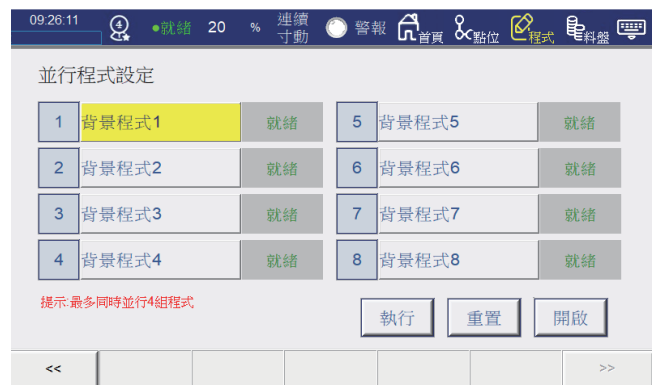 09:26:11 4 •就緒 20 % 連續寸動 警報 首頁 點位 程式 料盤
並行程式設定
1 背景程式1 就緒 5 背景程式5 就緒
2 背景程式2 就緒 6 背景程式6 就緒
3 背景程式3 就緒 7 背景程式7 就緒
4 背景程式4 就緒 8 背景程式8 就緒
提示:最多同時並行4組程式
執行 重置 開啟
<< >>